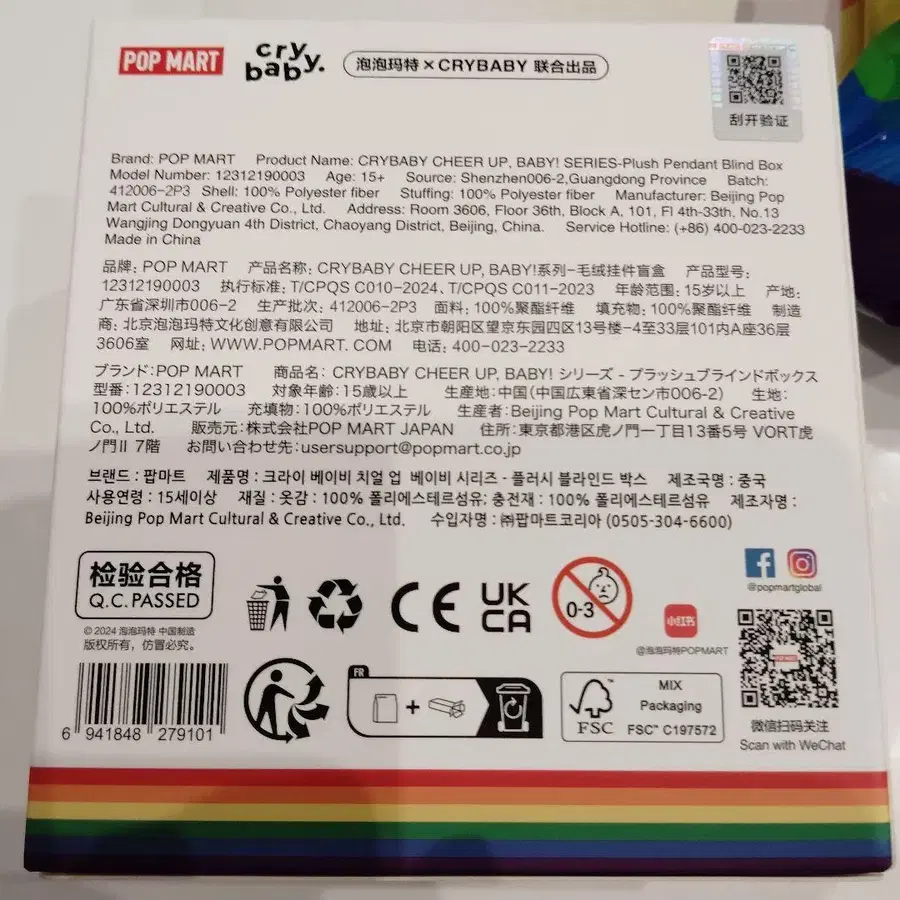 POP MART
cry
baby.
泡泡玛特×CRYBABY 联合出品
刮开验证
Brand: POP MART Product Name: CRYBABY CHEER UP, BABY! SERIES-Plush Pendant Blind Box
Model Number: 12312190003 Age: 15+ Source: Shenzhen006-2,Guangdong Province Batch:
412006-2P3 Shell: 100% Polyester fiber Stuffing: 100% Polyester fiber Manufacturer: Beijing Pop
Mart Cultural & Creative Co., Ltd. Address: Room 3606, Floor 36th, Block A, 101, Fl 4th-33th, No.13
Wangjing Dongyuan 4th District, Chaoyang District, Beijing, China. Service Hotline: (+86) 400-023-2233
Made in China
品牌: POP MART 产品名称: CRYBABY CHEER UP, BABY!系列-毛绒挂件盲盒 产品型号:
12312190003 执行标准: T/CPQS C010-2024、T/CPQS C011-2023 年龄范围: 15岁以上 产地:
广东省深圳市006-2 生产批次: 412006-2P3 面料: 100%聚酯纤维 填充物: 100%聚酯纤维 制造
商: 北京泡泡玛特文化创意有限公司 地址: 北京市朝阳区望京东园四区13号楼-4至33层101内A座36层
3606室 网址: WWW.POPMART. COM 电话: 400-023-2233
ブランド:POP MART 商品名: CRYBABY CHEER UP, BABY! シリーズ - プラッシュブラインドボックス
型番:12312190003 対象年齢:15歳以上 生産地:中国(中国広東省深セン市006-2) 生地:
100%ポリエステル 充填物:100%ポリエステル 生産者:Beijing Pop Mart Cultural & Creative
Co., Ltd. 販売元:株式会社POP MART JAPAN 住所:東京都港区虎ノ門一丁目13番5号 VORT虎
ノ門II 7階 お問い合わせ先:usersupport@popmart.co.jp
브랜드 : 팝마트 제품명 : 크라이 베이비 치얼 업 베이비 시리즈 - 플러시 블라인드 박스 제조국명 : 중국
사용연령 : 15세이상 재질 : 옷감 : 100% 폴리에스테르섬유; 충전재 : 100% 폴리에스테르섬유 제조자명 :
Beijing Pop Mart Cultural & Creative Co., Ltd. 수입자명 : ㈜팝마트코리아 (0505-304-6600)
检验合格
Q.C.PASSED
© 2024 泡泡玛特 中国制造
版权所有，仿冒必究。
CE
UK
CA
0-3
小红书
@泡泡玛特POPMART
@popmartglobal
POP MART
微信扫码关注
Scan with WeChat
6 941848 279101
FR
+
FSC
MIX
Packaging
FSC™ C197572